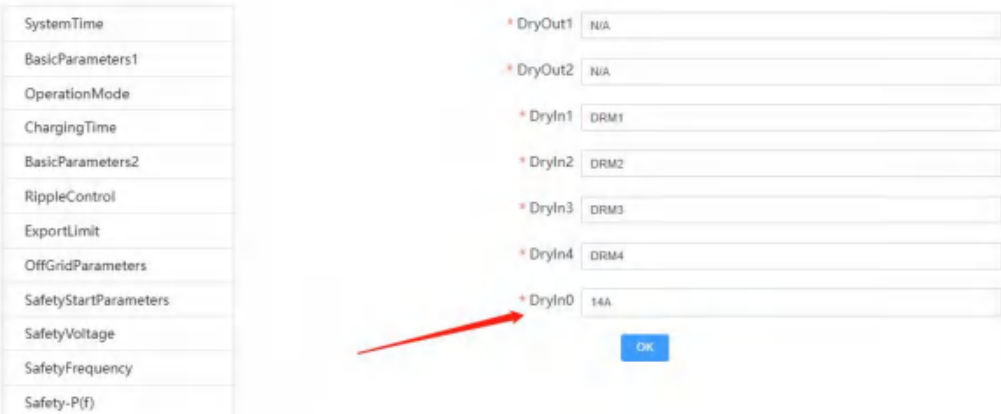 SystemTime
BasicParameters1
OperationMode
ChargingTime
BasicParameters2
RippleControl
ExportLimit
OffGridParameters
SafetyStartParameters
SafetyVoltage
SafetyFrequency
Safety-P(f)
* DryOut1 N/A
* DryOut2 N/A
* DryIn1 DRM1
* DryIn2 DRM2
* DryIn3 DRM3
* DryIn4 DRM4
* DryIn0 14A
OK